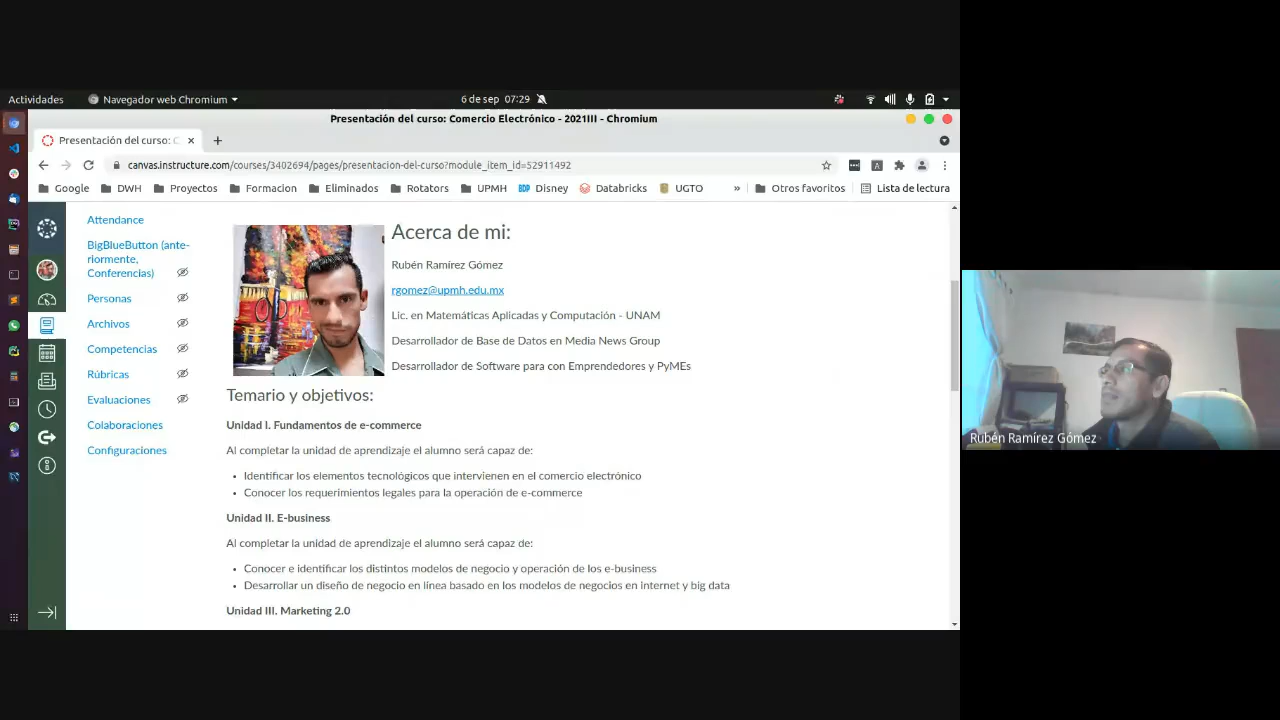 Actividades
Navegador web Chromium
6 de sep 07:29
Presentación del curso: Comercio Electrónico - 2021III - Chromium
Presentación del curso: C
canvas.instructure.com/courses/3402694/pages/presentacion-del-curso?module_item_id=52911492
Google DWH Proyectos Formacion Eliminados Rotators UPMH Disney Databricks UGTO » Otros favoritos Lista de lectura
Attendance
BigBlueButton (ante-
riormente,
Conferencias)
Personas
Archivos
Competencias
Rúbricas
Evaluaciones
Colaboraciones
Configuraciones
Acerca de mi:
Rubén Ramírez Gómez
rgomez@upmh.edu.mx
Lic. en Matemáticas Aplicadas y Computación - UNAM
Desarrollador de Base de Datos en Media News Group
Desarrollador de Software para con Emprendedores y PyMEs
Temario y objetivos:
Unidad I. Fundamentos de e-commerce
Al completar la unidad de aprendizaje el alumno será capaz de:
• Identificar los elementos tecnológicos que intervienen en el comercio electrónico
• Conocer los requerimientos legales para la operación de e-commerce
Unidad II. E-business
Al completar la unidad de aprendizaje el alumno será capaz de:
• Conocer e identificar los distintos modelos de negocio y operación de los e-business
• Desarrollar un diseño de negocio en línea basado en los modelos de negocios en internet y big data
Unidad III. Marketing 2.0
Rubén Ramírez Gómez